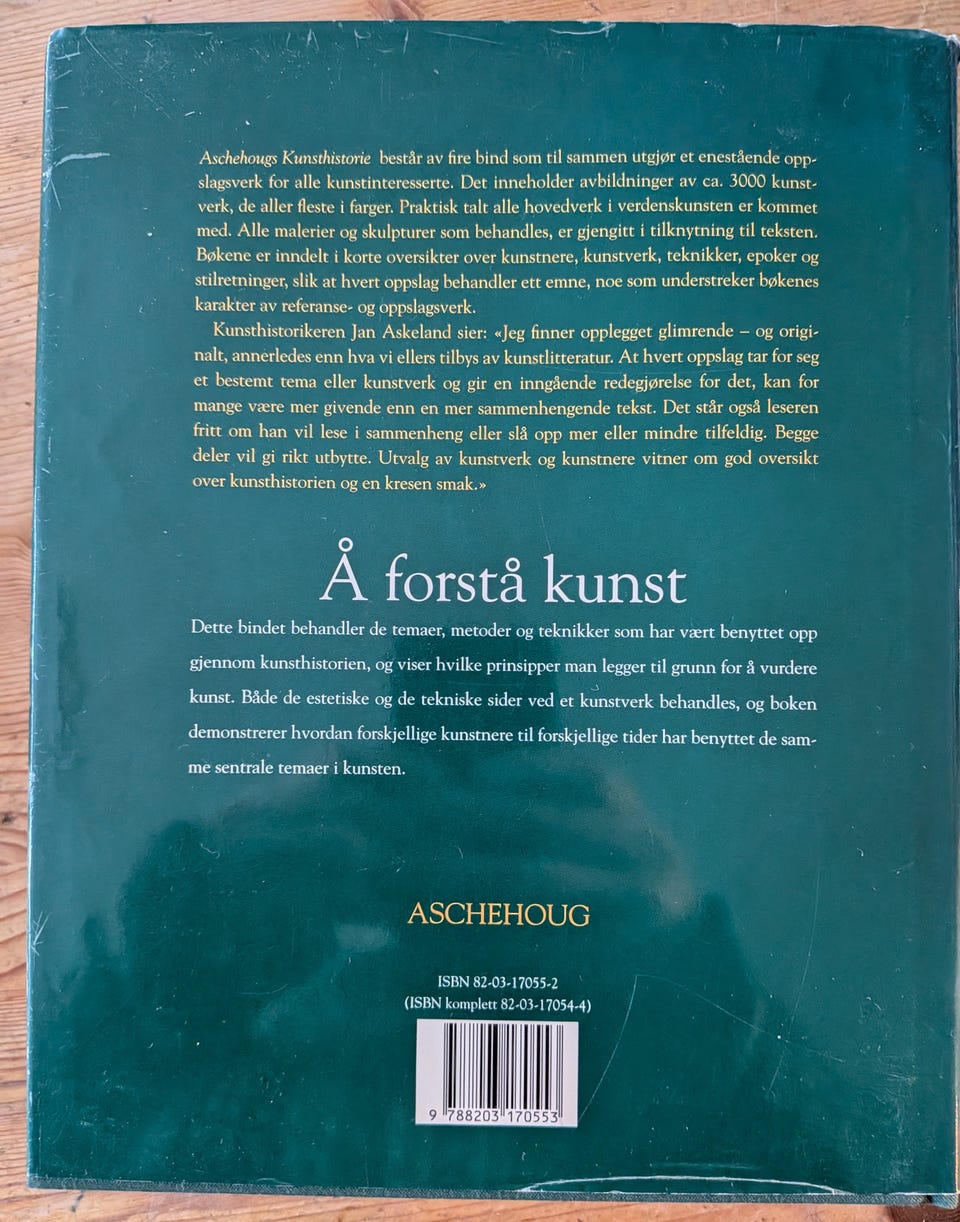 Aschehougs Kunsthistorie består av fire bind som til sammen utgjør et enestående opp-
slagsverk for alle kunstinteresserte. Det inneholder avbildninger av ca. 3000 kunst-
verk, de aller fleste i farger. Praktisk talt alle hovedverk i verdenskunsten er kommet
med. Alle malerier og skulpturer som behandles, er gjengitt i tilknytning til teksten.
Bøkene er inndelt i korte oversikter over kunstnere, kunstverk, teknikker, epoker og
stilretninger, slik at hvert oppslag behandler ett emne, noe som understreker bøkenes
karakter av referanse- og oppslagsverk.
Kunsthistorikeren Jan Askeland sier: «Jeg finner opplegget glimrende – og origi-
nalt, annerledes enn hva vi ellers tilbys av kunstlitteratur. At hvert oppslag tar for seg
et bestemt tema eller kunstverk og gir en inngående redegjørelse for det, kan for
mange være mer givende enn en mer sammenhengende tekst. Det står også leseren
fritt om han vil lese i sammenheng eller slå opp mer eller mindre tilfeldig. Begge
deler vil gi rikt utbytte. Utvalg av kunstverk og kunstnere vitner om god oversikt
over kunsthistorien og en kresen smak.»
Å forstå kunst
Dette bindet behandler de temaer, metoder og teknikker som har vært benyttet opp
gjennom kunsthistorien, og viser hvilke prinsipper man legger til grunn for å vurdere
kunst. Både de estetiske og de tekniske sider ved et kunstverk behandles, og boken
demonstrerer hvordan forskjellige kunstnere til forskjellige tider har benyttet de sam-
me sentrale temaer i kunsten.
ASCHEHOUG
ISBN 82-03-17055-2
(ISBN komplett 82-03-17054-4)
9 788203 170553